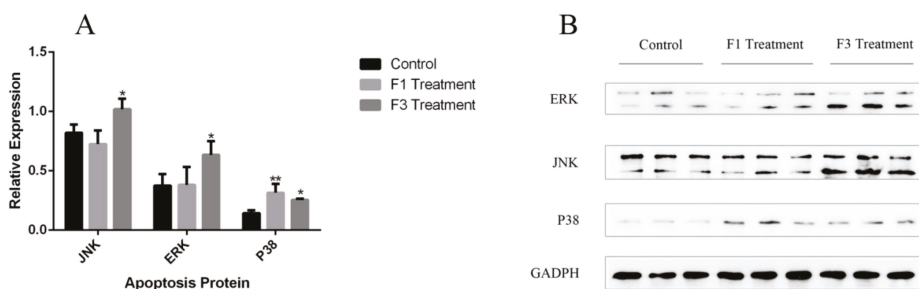 A
1.5
1.0
0.5
0.0
Relative Expression
*
*
**
*
JNK
ERK
P38
Apoptosis Protein
Control
F1 Treatment
F3 Treatment
B
Control F1 Treatment F3 Treatment
ERK
JNK
P38
GADPH